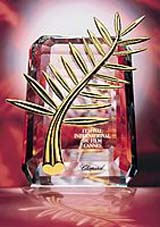 FESTIVAL
INTERNATIONAL
DU FILM
CANNES
Chopard